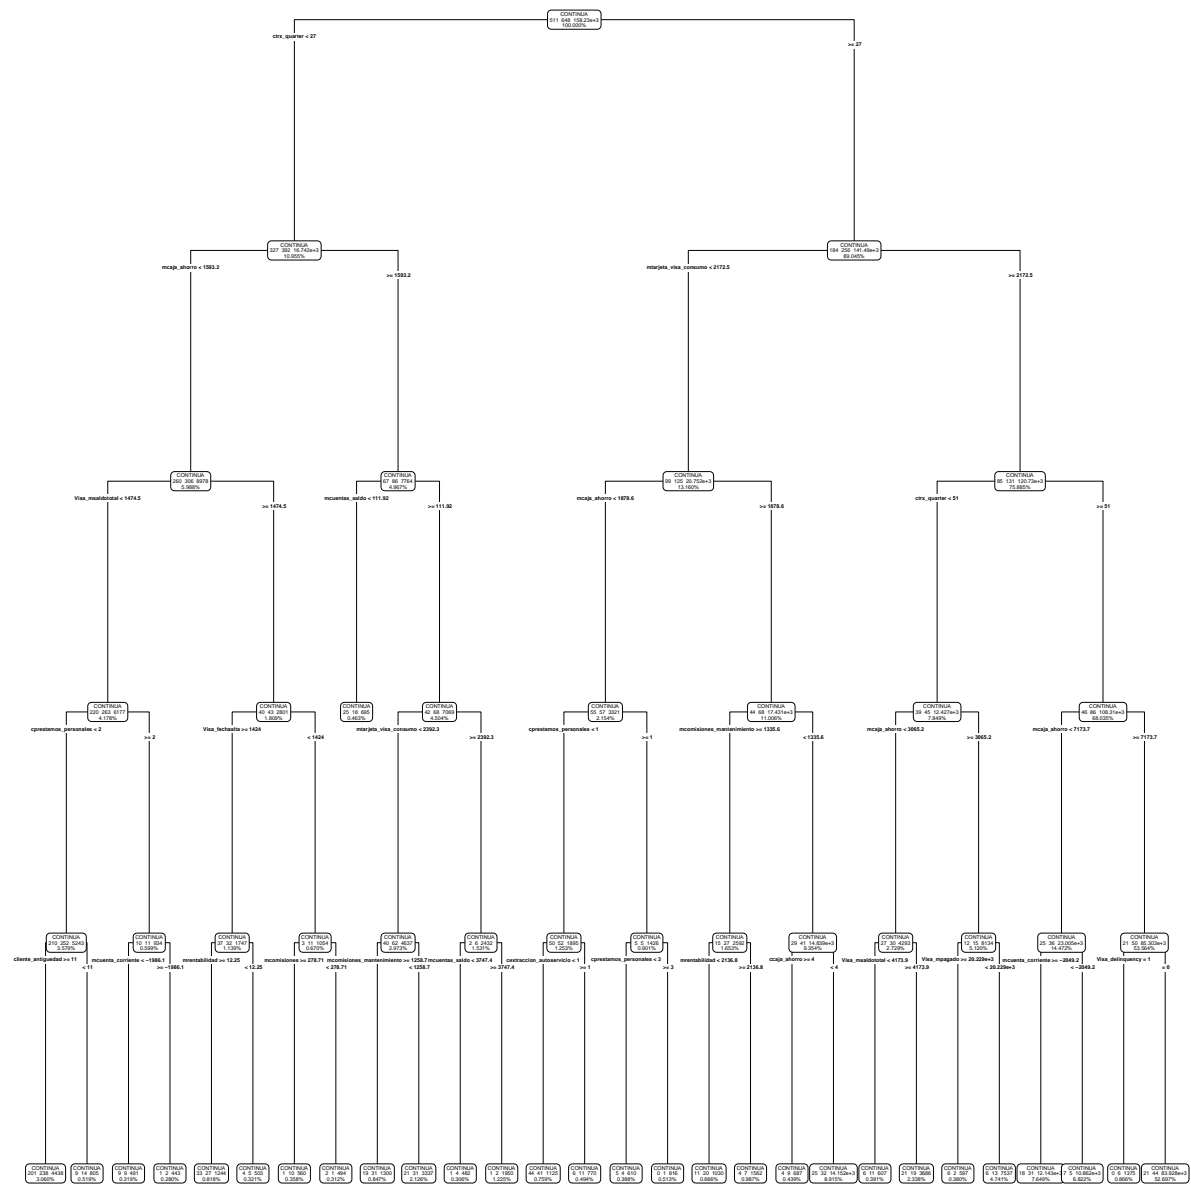 CONTINUA
511 648 158.23e+3
100.000%
ctrx_quarter < 27
>= 27
CONTINUA
327 392 16.742e+3
10.955%
CONTINUA
184 256 141.49e+3
89.045%
mcaja_ahorro < 1593.2
>= 1593.2
mtarjeta_visa_consumo < 2172.5
>= 2172.5
CONTINUA
260 306 8978
5.988%
CONTINUA
67 86 7764
4.967%
CONTINUA
99 125 20.752e+3
13.160%
CONTINUA
85 131 120.73e+3
75.885%
Visa_msaldototal < 1474.5
>= 1474.5
mcuentas_saldo < 111.92
>= 111.92
mcaja_ahorro < 1878.6
>= 1878.6
ctrx_quarter < 51
>= 51
CONTINUA
220 263 6177
4.178%
CONTINUA
40 43 2801
1.809%
CONTINUA
25 18 695
0.463%
CONTINUA
42 68 7069
4.504%
CONTINUA
55 57 3321
2.154%
CONTINUA
44 68 17.431e+3
11.006%
CONTINUA
39 45 12.427e+3
7.849%
CONTINUA
46 86 108.31e+3
68.035%
cprestamos_personales < 2
>= 2
Visa_fechaalta >= 1424
< 1424
mtarjeta_visa_consumo < 2392.3
>= 2392.3
cprestamos_personales < 1
>= 1
mcomisiones_mantenimiento >= 1335.6
< 1335.6
mcaja_ahorro < 3065.2
>= 3065.2
mcaja_ahorro < 7173.7
>= 7173.7
CONTINUA
210 252 5243
3.579%
CONTINUA
10 11 934
0.599%
CONTINUA
37 32 1747
1.139%
CONTINUA
3 11 1054
0.670%
CONTINUA
40 62 4637
2.973%
CONTINUA
2 6 2432
1.531%
CONTINUA
50 52 1895
1.253%
CONTINUA
5 5 1426
0.901%
CONTINUA
15 27 2592
1.653%
CONTINUA
29 41 14.839e+3
9.354%
CONTINUA
27 30 4293
2.729%
CONTINUA
12 15 8134
5.120%
CONTINUA
25 36 23.005e+3
14.472%
CONTINUA
21 50 85.303e+3
53.564%
cliente_antiguedad >= 11
< 11
mcuenta_corriente < −1986.1
>= −1986.1
mrentabilidad >= 12.25
< 12.25
mcomisiones >= 278.71
< 278.71
mcomisiones_mantenimiento >= 1258.7
< 1258.7
mcuentas_saldo < 3747.4
>= 3747.4
cextraccion_autoservicio < 1
>= 1
cprestamos_personales < 3
>= 3
mrentabilidad < 2136.8
>= 2136.8
ccaja_ahorro >= 4
< 4
Visa_msaldototal < 4173.9
>= 4173.9
Visa_mpagado >= 20.229e+3
< 20.229e+3
mcuenta_corriente >= −2049.2
< −2049.2
Visa_delinquency = 1
= 0
CONTINUA
201 238 4438
3.060%
CONTINUA
9 14 805
0.519%
CONTINUA
9 9 491
0.319%
CONTINUA
1 2 443
0.280%
CONTINUA
33 27 1244
0.818%
CONTINUA
4 5 503
0.321%
CONTINUA
1 10 560
0.358%
CONTINUA
2 1 494
0.312%
CONTINUA
19 31 1300
0.847%
CONTINUA
21 31 3337
2.126%
CONTINUA
1 4 482
0.306%
CONTINUA
1 2 1950
1.225%
CONTINUA
44 41 1125
0.759%
CONTINUA
6 11 770
0.494%
CONTINUA
5 4 610
0.388%
CONTINUA
0 1 816
0.513%
CONTINUA
11 20 1030
0.666%
CONTINUA
4 7 1562
0.987%
CONTINUA
4 9 687
0.439%
CONTINUA
25 32 14.152e+3
8.915%
CONTINUA
6 11 607
0.391%
CONTINUA
21 19 3686
2.338%
CONTINUA
6 2 597
0.380%
CONTINUA
6 13 7537
4.741%
CONTINUA
18 31 12.143e+3
7.649%
CONTINUA
7 5 10.862e+3
6.822%
CONTINUA
0 6 1375
0.866%
CONTINUA
21 44 83.928e+3
52.697%